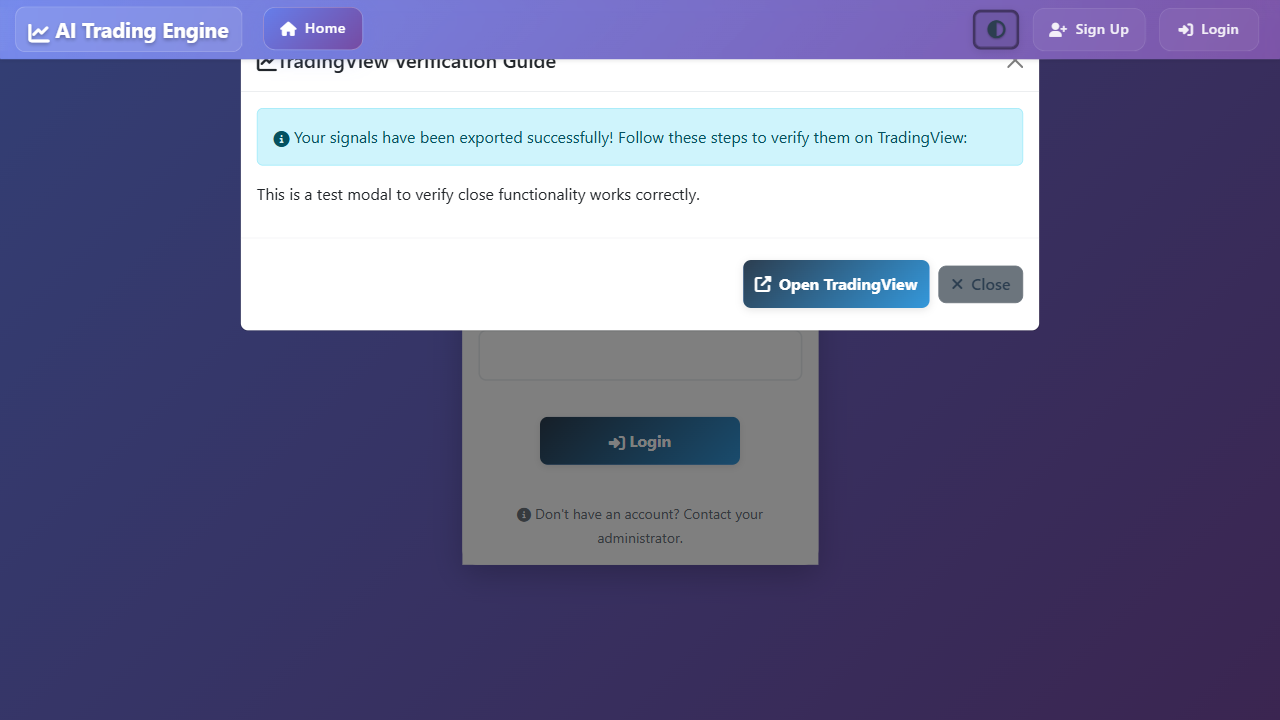 AI Trading Engine
Home
Sign Up
Login
TradingView Verification Guide
Your signals have been exported successfully! Follow these steps to verify them on TradingView:
This is a test modal to verify close functionality works correctly.
Open TradingView
Close
Login
Don't have an account? Contact your
administrator.